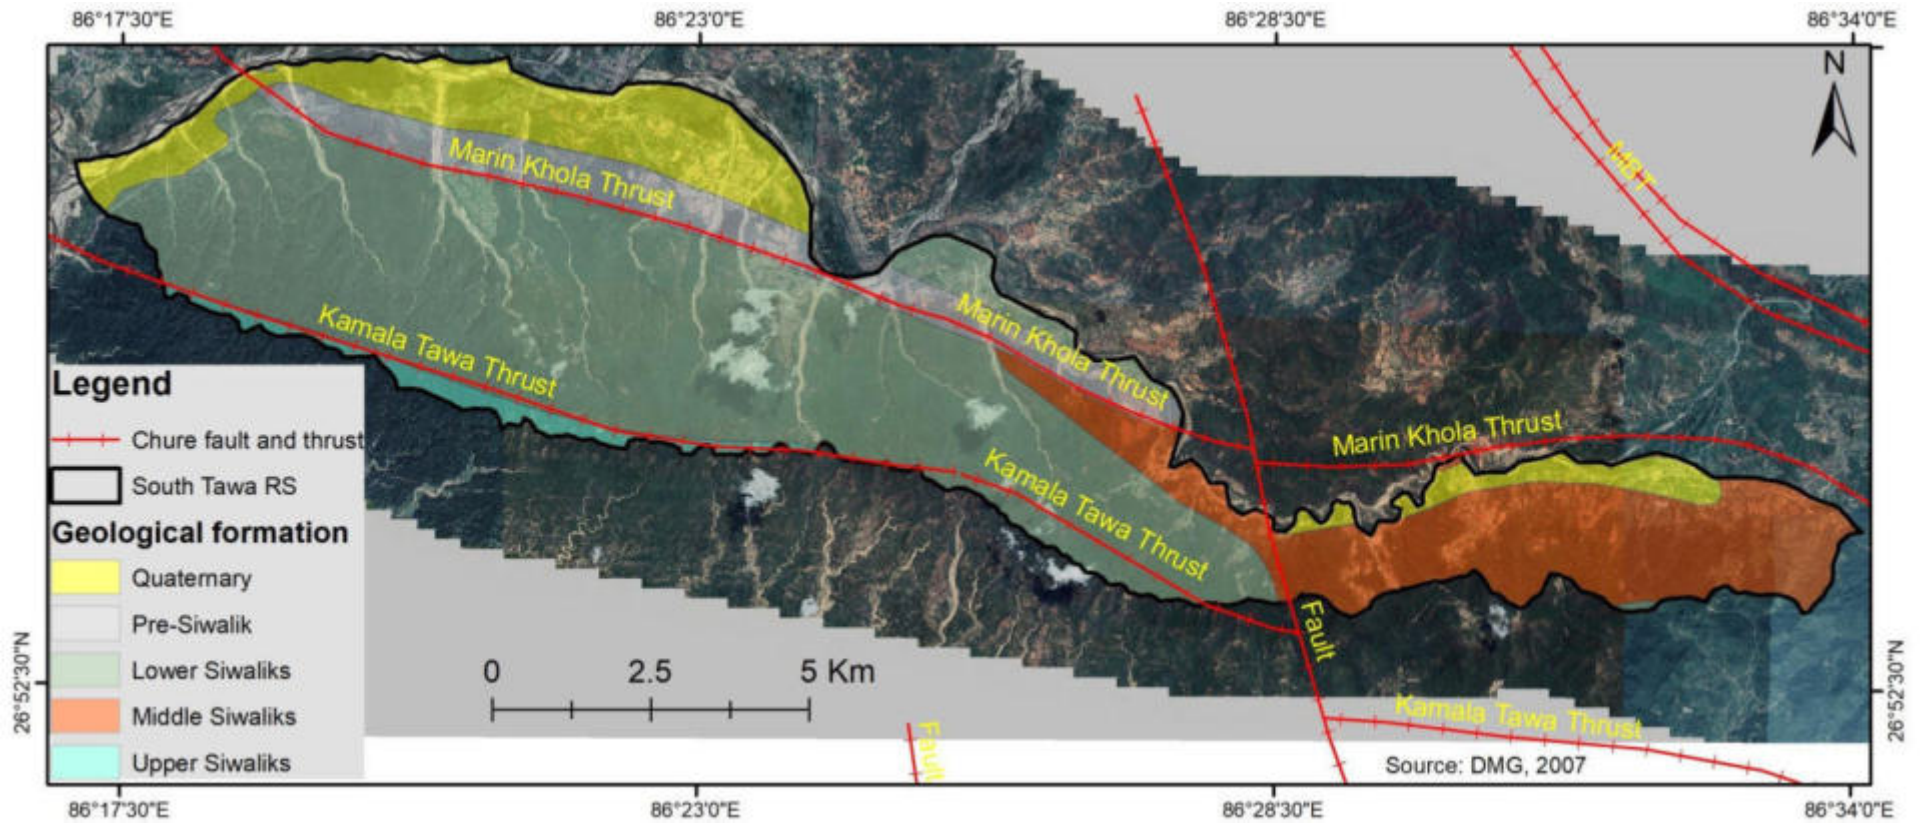 86°17'30"E
86°23'0"E
86°28'30"E
86°34'0"E
N
MBT
Marin Khola Thrust
Marin Khola Thrust
Kamala Tawa Thrust
Marin Khola Thrust
Kamala Tawa Thrust
Fault
Legend
Chure fault and thrust
South Tawa RS
Geological formation
Quaternary
Pre-Siwalik
Lower Siwaliks
Middle Siwaliks
Upper Siwaliks
26°52'30"N
0 2.5 5 Km
26°52'30"N
Kamala Tawa Thrust
Fault
Source: DMG, 2007
86°17'30"E
86°23'0"E
86°28'30"E
86°34'0"E